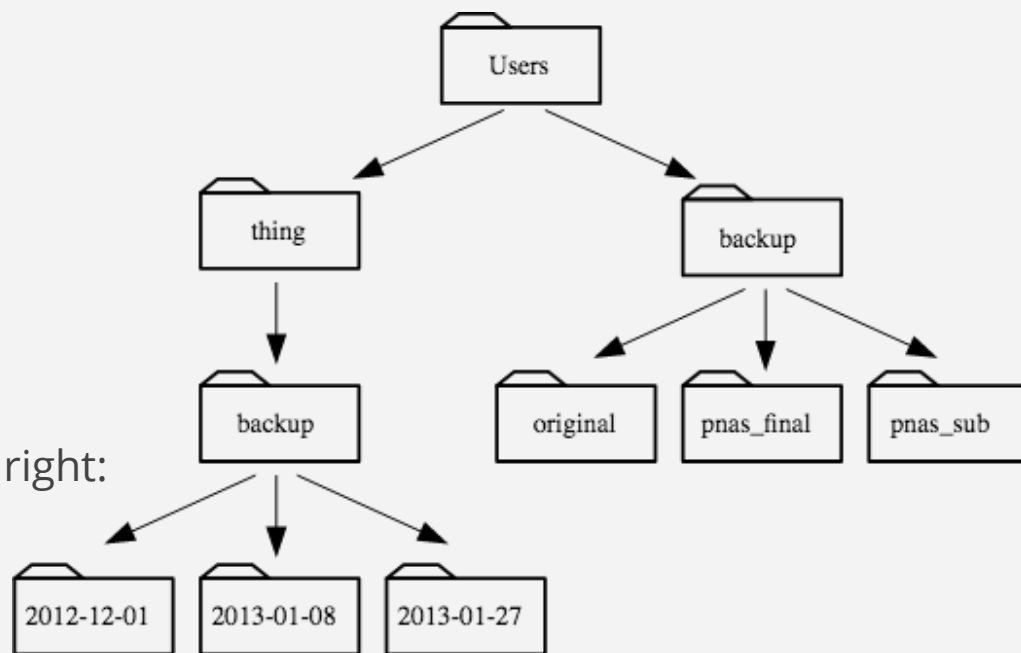 Users
thing
backup
backup
original
pnas_final
pnas_sub
right:
2012-12-01
2013-01-08
2013-01-27